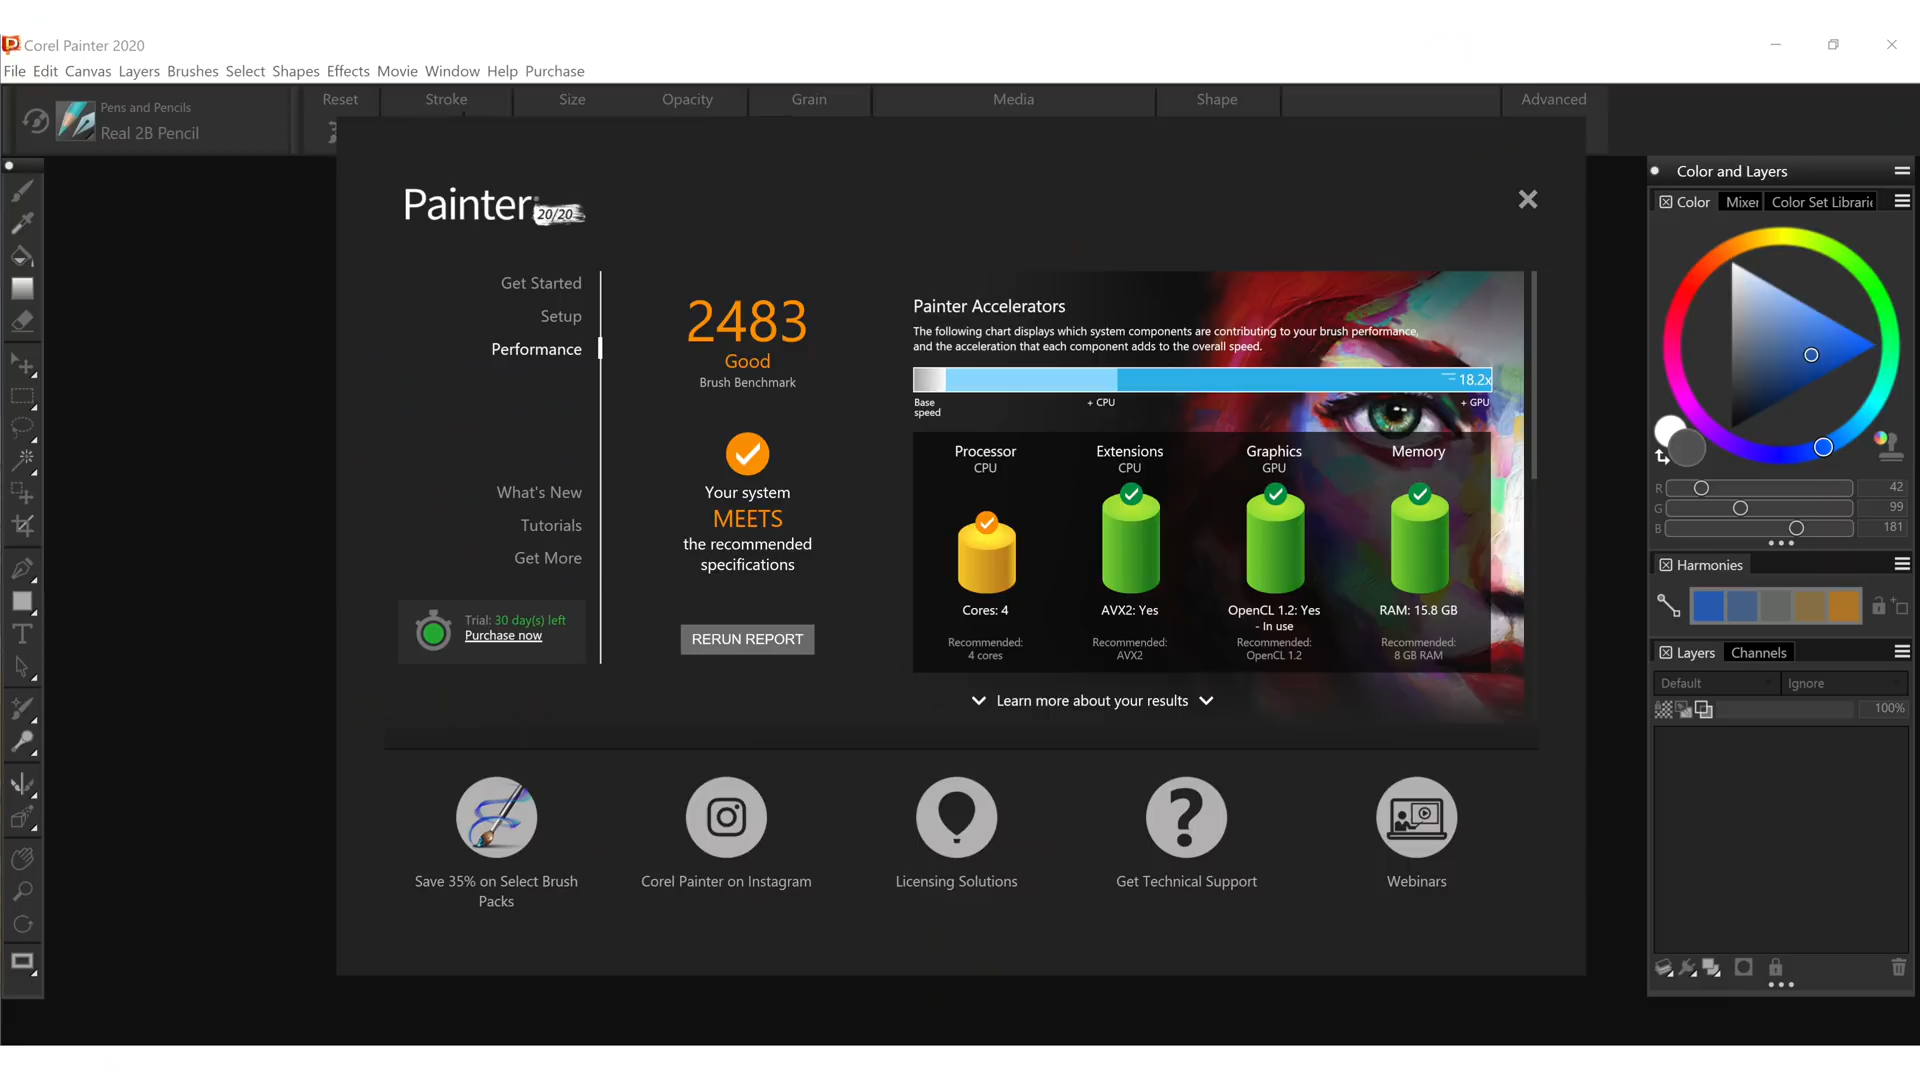 Corel Painter 2020
File Edit Canvas Layers Brushes Select Shapes Effects Movie Window Help Purchase
Pens and Pencils
Real 2B Pencil
Reset Stroke Size Opacity Grain Media Shape Advanced
Painter 20/20
Get Started
Setup
Performance
What's New
Tutorials
Get More
Trial: 30 day(s) left
Purchase now
2483
Good
Brush Benchmark
Your system
MEETS
the recommended
specifications
RERUN REPORT
Painter Accelerators
The following chart displays which system components are contributing to your brush performance,
and the acceleration that each component adds to the overall speed.
18.2x
Base
speed
+ CPU
+ GPU
Processor
CPU
Cores: 4
Recommended:
4 cores
Extensions
CPU
AVX2: Yes
Recommended:
AVX2
Graphics
GPU
OpenCL 1.2: Yes
- In use
Recommended:
OpenCL 1.2
Memory
RAM: 15.8 GB
Recommended:
8 GB RAM
Learn more about your results
Save 35% on Select Brush
Packs
Corel Painter on Instagram
Licensing Solutions
Get Technical Support
Webinars
Color and Layers
Color Mixer Color Set Librari
R 42
G 99
B 181
Harmonies
Layers Channels
Default Ignore
100%